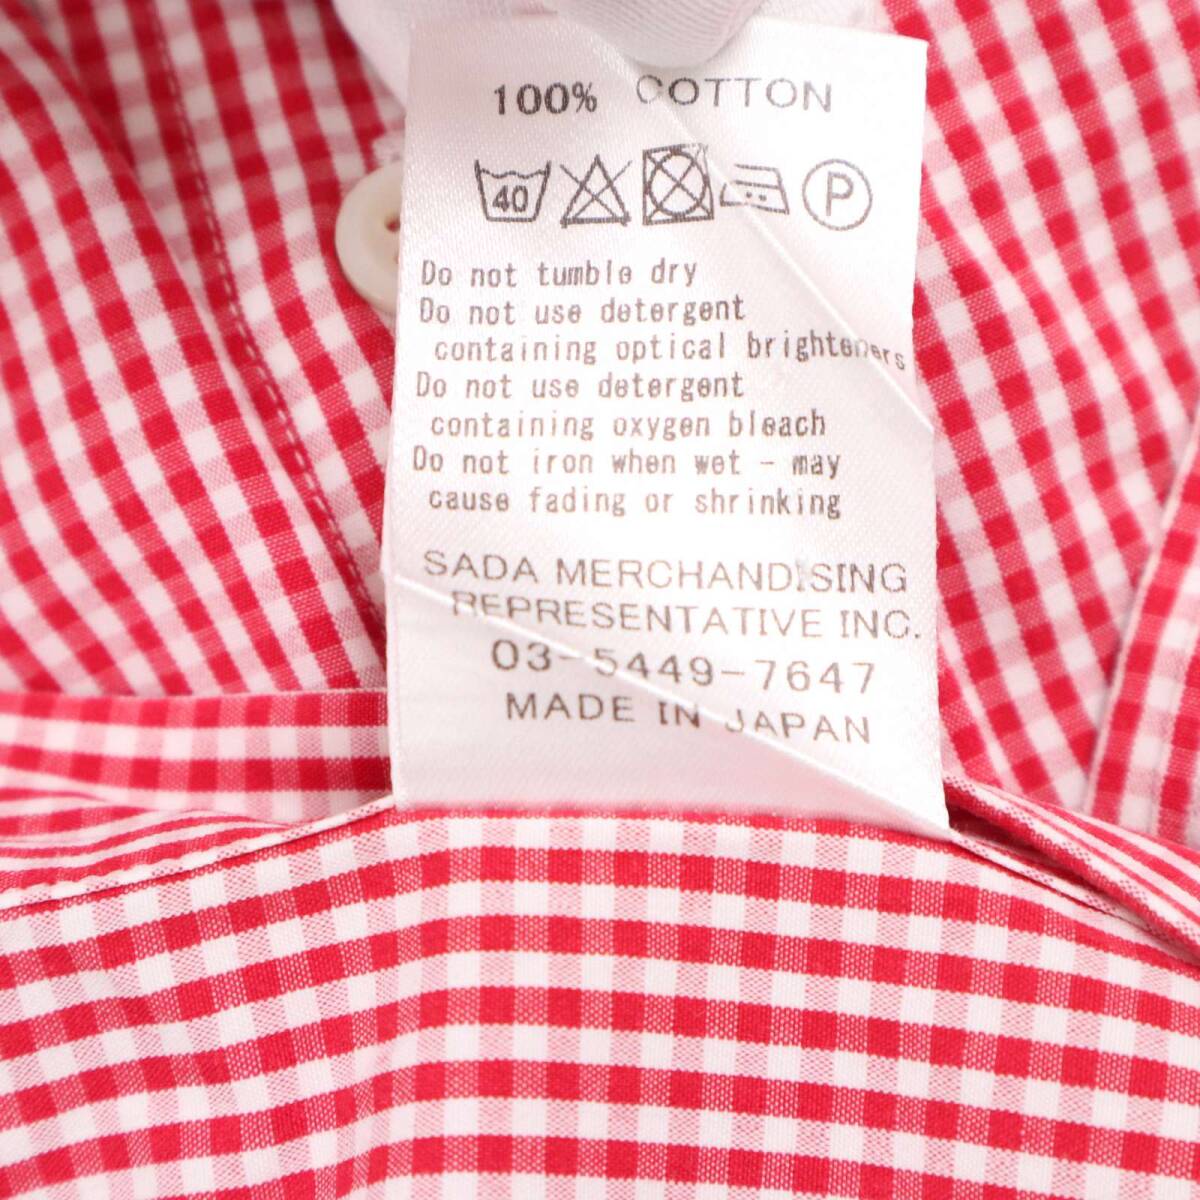 100% COTTON
40 P
Do not tumble dry
Do not use detergent
containing optical brighteners
Do not use detergent
containing oxygen bleach
Do not iron when wet - may
cause fading or shrinking
SADA MERCHANDISING
REPRESENTATIVE INC.
03-5449-7647
MADE IN JAPAN